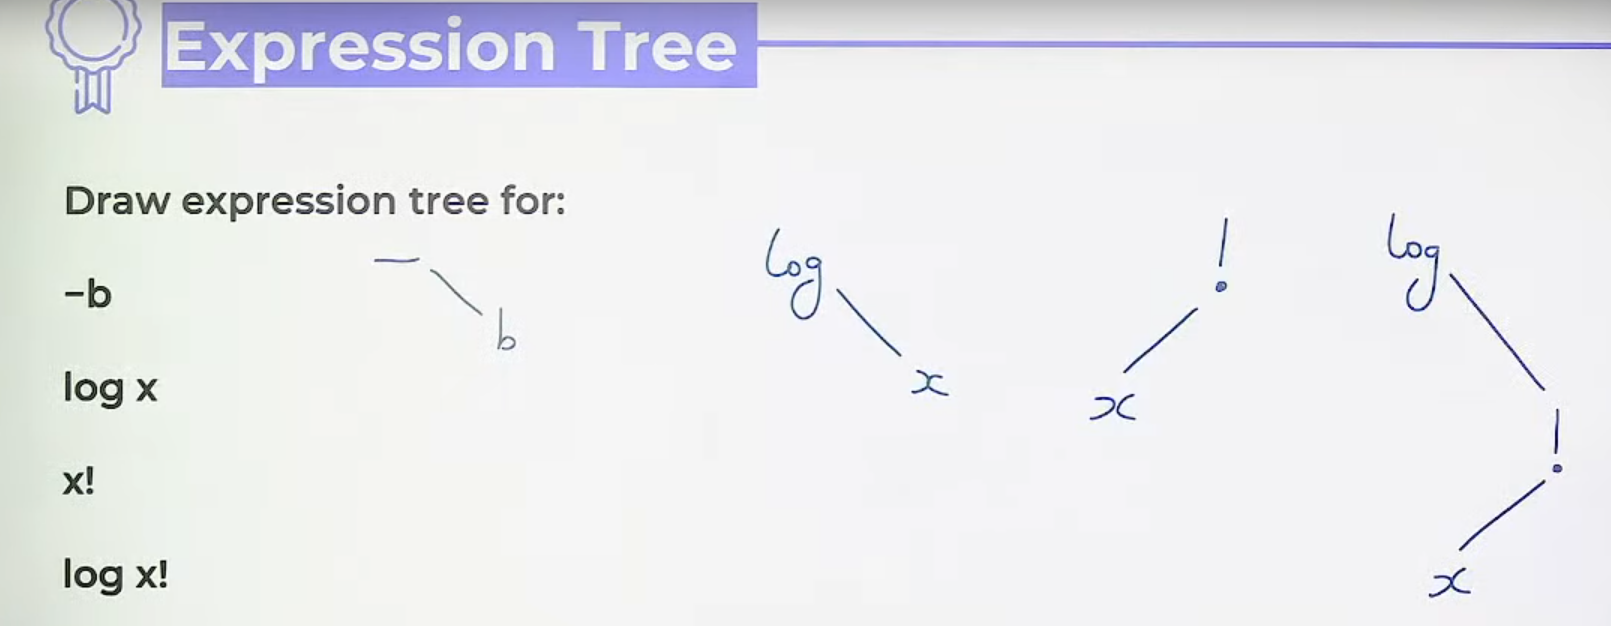 Expression Tree
Draw expression tree for:
−b
log x
x!
log x!
−
b
log
x
!
x
log
!
x